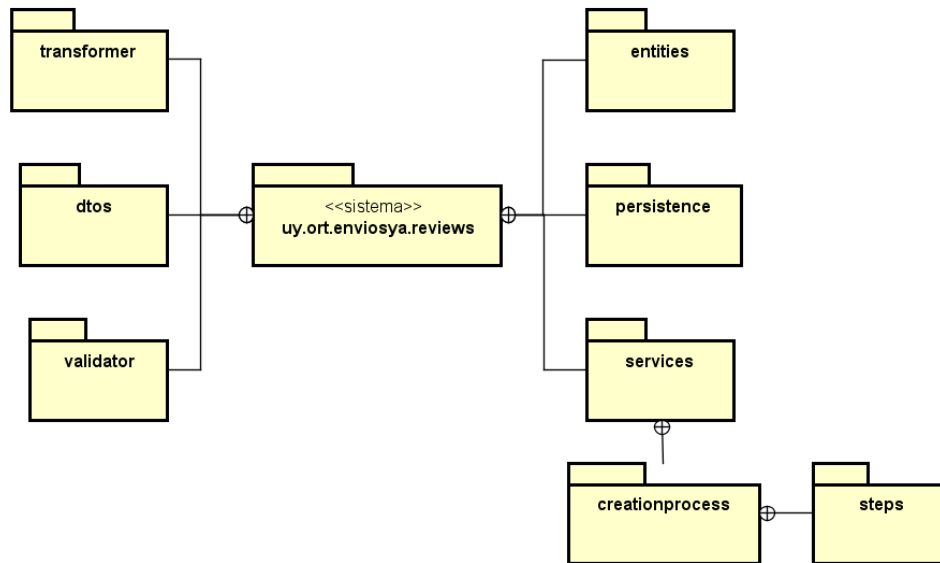 transformer
entities
dtos
<<sistema>>
uy.ort.enviosya.reviews
persistence
validator
services
creationprocess
steps